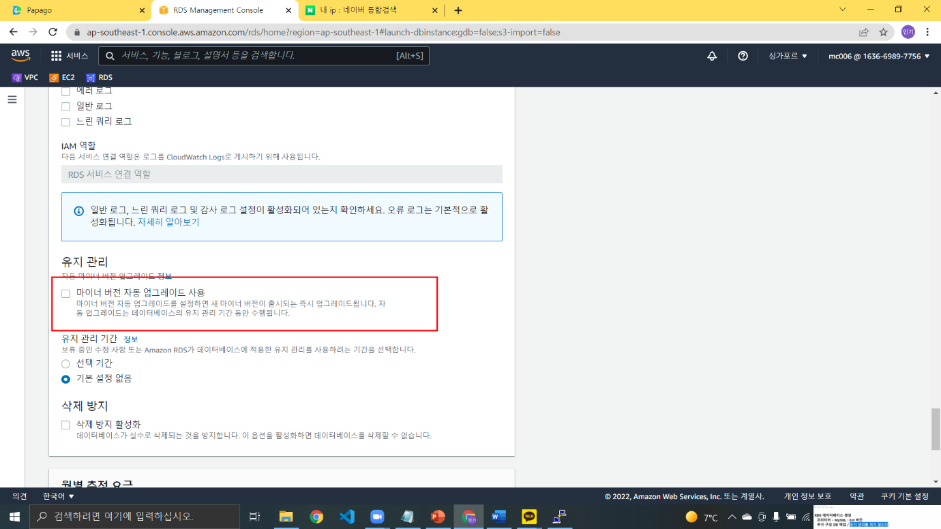 Papago
RDS Management Console
내 ip : 네이버 통합검색
ap-southeast-1.console.aws.amazon.com/rds/home?region=ap-southeast-1#launch-dbinstance:gdb=false;s3-import=false
민기
aws
서비스
서비스, 기능, 블로그, 설명서 등을 검색합니다.
[Alt+S]
싱가포르 ▼
mc006 @ 1636-6989-7756 ▼
VPC
EC2
RDS
에러 로그
일반 로그
느린 쿼리 로그
IAM 역할
다음 서비스 연결 역할은 로그를 CloudWatch Logs로 게시하기 위해 사용됩니다.
RDS 서비스 연결 역할
일반 로그, 느린 쿼리 로그 및 감사 로그 설정이 활성화되어 있는지 확인하세요. 오류 로그는 기본적으로 활
성화됩니다. 자세히 알아보기
유지 관리
자동 마이너 버전 업그레이드 정보
마이너 버전 자동 업그레이드 사용
마이너 버전 자동 업그레이드를 설정하면 새 마이너 버전이 출시되는 즉시 업그레이드됩니다. 자
동 업그레이드는 데이터베이스의 유지 관리 기간 동안 수행됩니다.
유지 관리 기간 정보
보류 중인 수정 사항 또는 Amazon RDS가 데이터베이스에 적용한 유지 관리를 사용하려는 기간을 선택합니다.
선택 기간
기본 설정 없음
삭제 방지
삭제 방지 활성화
데이터베이스가 실수로 삭제되는 것을 방지합니다. 이 옵션을 활성화하면 데이터베이스를 삭제할 수 없습니다.
월별 추정 요금
의견
한국어 ▼
© 2022, Amazon Web Services, Inc. 또는 계열사.
개인 정보 보호
약관
쿠키 기본 설정
검색하려면 여기에 입력하십시오.
7°C